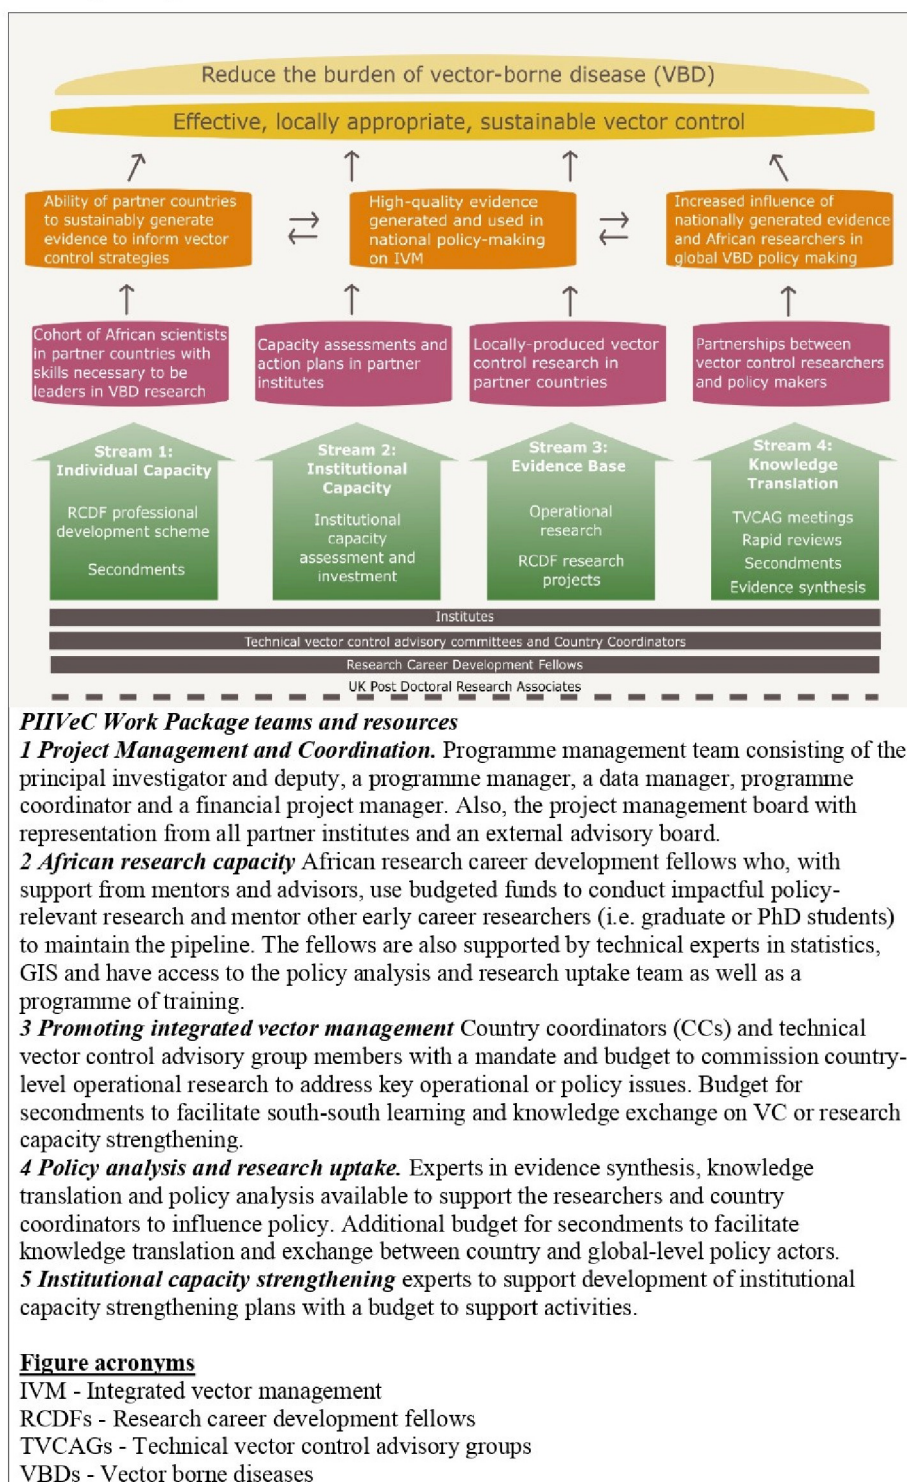 Reduce the burden of vector-borne disease (VBD)
Effective, locally appropriate, sustainable vector control
Ability of partner countries
to sustainably generate
evidence to inform vector
control strategies
High-quality evidence
generated and used in
national policy-making
on IVM
Increased influence of
nationally generated evidence
and African researchers in
global VBD policy making
Cohort of African scientists
in partner countries with
skills necessary to be
leaders in VBD research
Capacity assessments and
action plans in partner
institutes
Locally-produced vector
control research in
partner countries
Partnerships between
vector control researchers
and policy makers
Stream 1:
Individual Capacity
RCDF professional
development scheme
Secondments
Stream 2:
Institutional
Capacity
Institutional
capacity
assessment and
investment
Stream 3:
Evidence Base
Operational
research
RCDF research
projects
Stream 4:
Knowledge
Translation
TVCAG meetings
Rapid reviews
Secondments
Evidence synthesis
Institutes
Technical vector control advisory committees and Country Coordinators
Research Career Development Fellows
UK Post Doctoral Research Associates
PIIVeC Work Package teams and resources
1 Project Management and Coordination. Programme management team consisting of the
principal investigator and deputy, a programme manager, a data manager, programme
coordinator and a financial project manager. Also, the project management board with
representation from all partner institutes and an external advisory board.
2 African research capacity African research career development fellows who, with
support from mentors and advisors, use budgeted funds to conduct impactful policy-
relevant research and mentor other early career researchers (i.e. graduate or PhD students)
to maintain the pipeline. The fellows are also supported by technical experts in statistics,
GIS and have access to the policy analysis and research uptake team as well as a
programme of training.
3 Promoting integrated vector management Country coordinators (CCs) and technical
vector control advisory group members with a mandate and budget to commission country-
level operational research to address key operational or policy issues. Budget for
secondments to facilitate south-south learning and knowledge exchange on VC or research
capacity strengthening.
4 Policy analysis and research uptake. Experts in evidence synthesis, knowledge
translation and policy analysis available to support the researchers and country
coordinators to influence policy. Additional budget for secondments to facilitate
knowledge translation and exchange between country and global-level policy actors.
5 Institutional capacity strengthening experts to support development of institutional
capacity strengthening plans with a budget to support activities.
Figure acronyms
IVM - Integrated vector management
RCDFs - Research career development fellows
TVCAGs - Technical vector control advisory groups
VBDs - Vector borne diseases